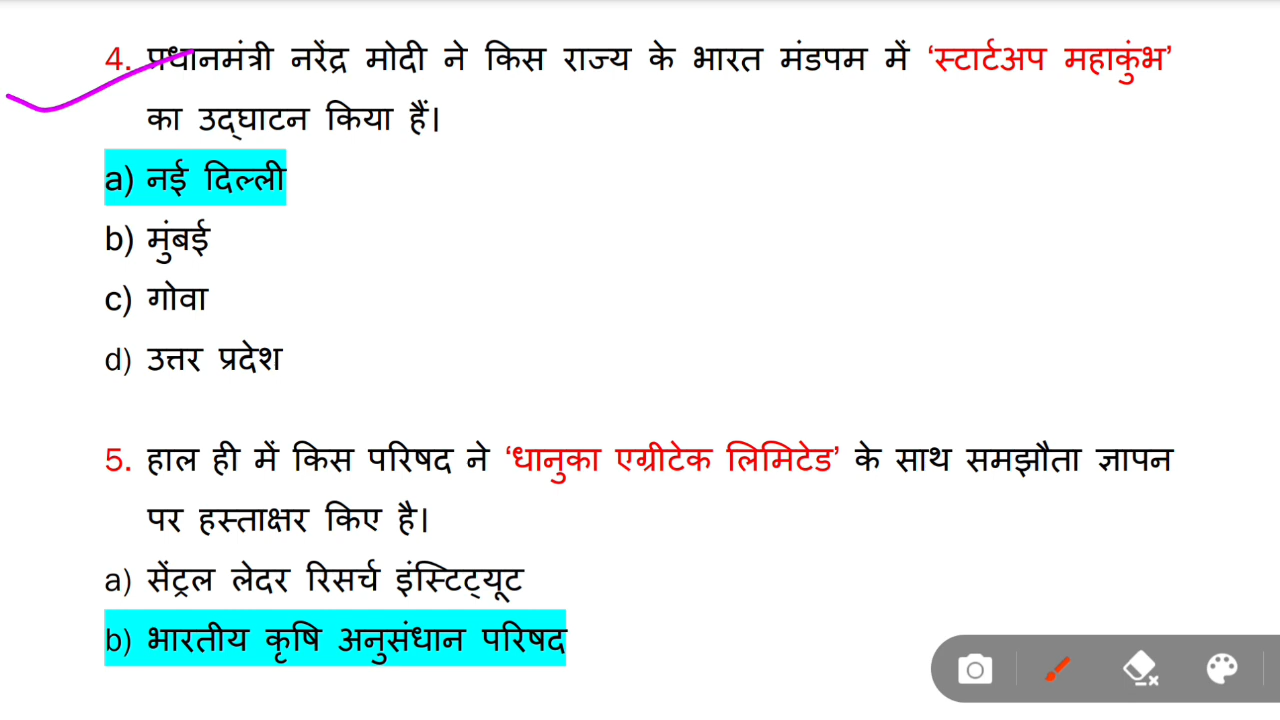 4. प्रधानमंत्री नरेंद्र मोदी ने किस राज्य के भारत मंडपम में ‘स्टार्टअप महाकुंभ’
का उद्घाटन किया हैं।
a) नई दिल्ली
b) मुंबई
c) गोवा
d) उत्तर प्रदेश
5. हाल ही में किस परिषद ने ‘धानुका एग्रीटेक लिमिटेड’ के साथ समझौता ज्ञापन
पर हस्ताक्षर किए है।
a) सेंट्रल लेदर रिसर्च इंस्टिट्यूट
b) भारतीय कृषि अनुसंधान परिषद